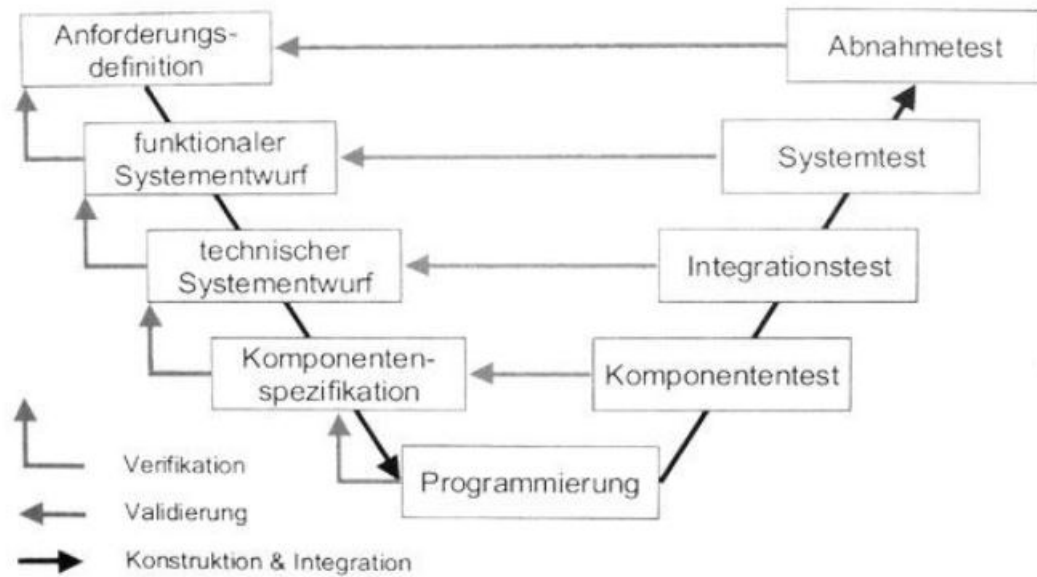 Anforderungs-
definition
Abnahmetest
funktionaler
Systementwurf
Systemtest
technischer
Systementwurf
Integrationstest
Komponenten-
spezifikation
Komponententest
Programmierung
Verifikation
Validierung
Konstruktion & Integration